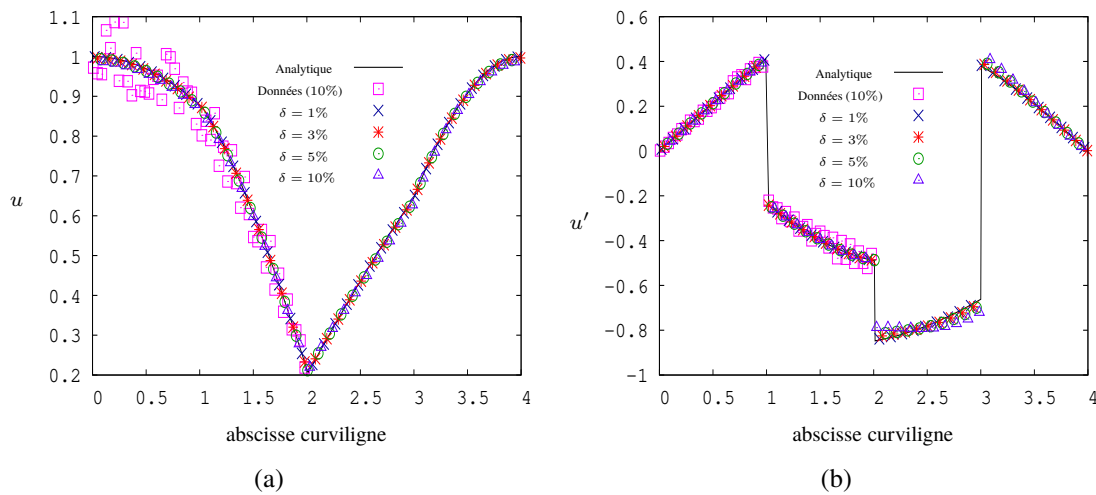 1.1
1
0.9
0.8
0.7
0.6
0.5
0.4
0.3
0.2
u
Analytique
Données (10%)
δ = 1%
δ = 3%
δ = 5%
δ = 10%
0 0.5 1 1.5 2 2.5 3 3.5 4
abscisse curviligne
(a)
0.6
0.4
0.2
0
-0.2
-0.4
-0.6
-0.8
-1
u′
Analytique
Données (10%)
δ = 1%
δ = 3%
δ = 5%
δ = 10%
0 0.5 1 1.5 2 2.5 3 3.5 4
abscisse curviligne
(b)